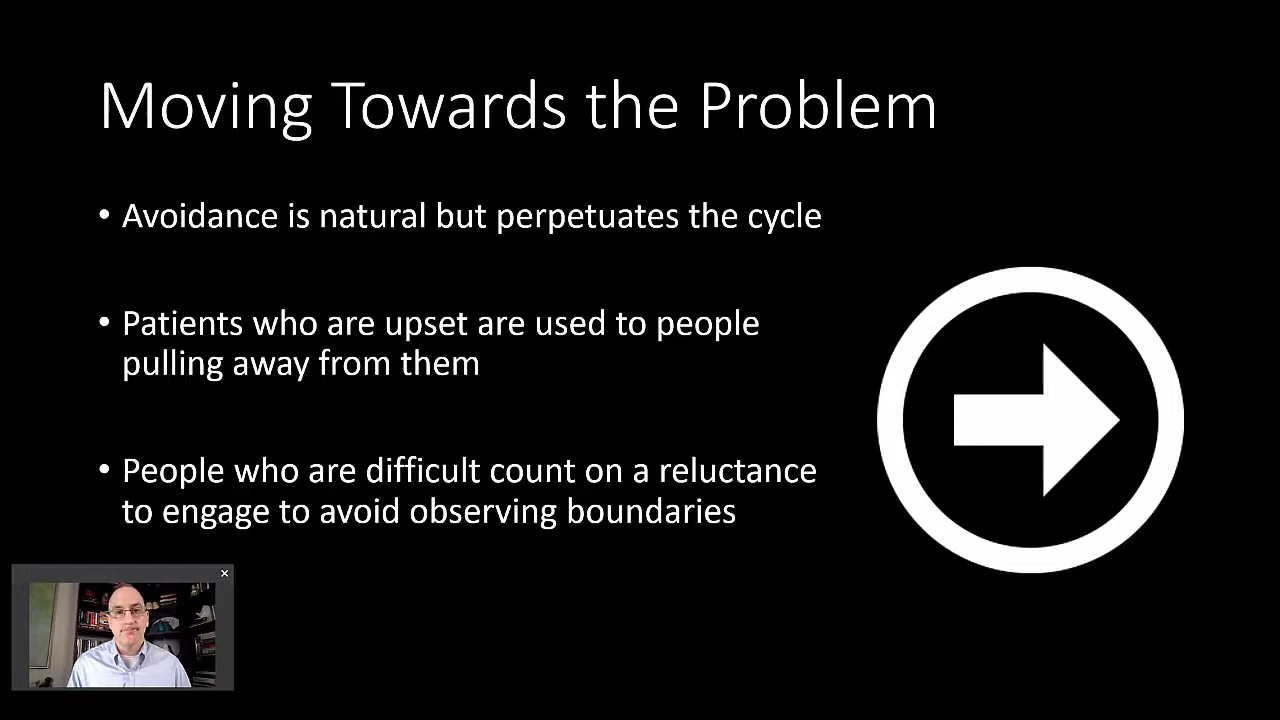 Moving Towards the Problem
• Avoidance is natural but perpetuates the cycle
• Patients who are upset are used to people
pulling away from them
• People who are difficult count on a reluctance
to engage to avoid observing boundaries